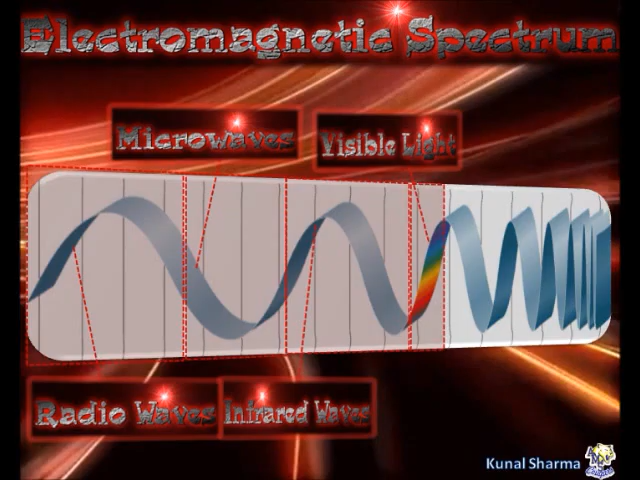 Electromagnetic Spectrum
Microwaves
Visible Light
Radio Waves
Infrared Waves
Kunal Sharma